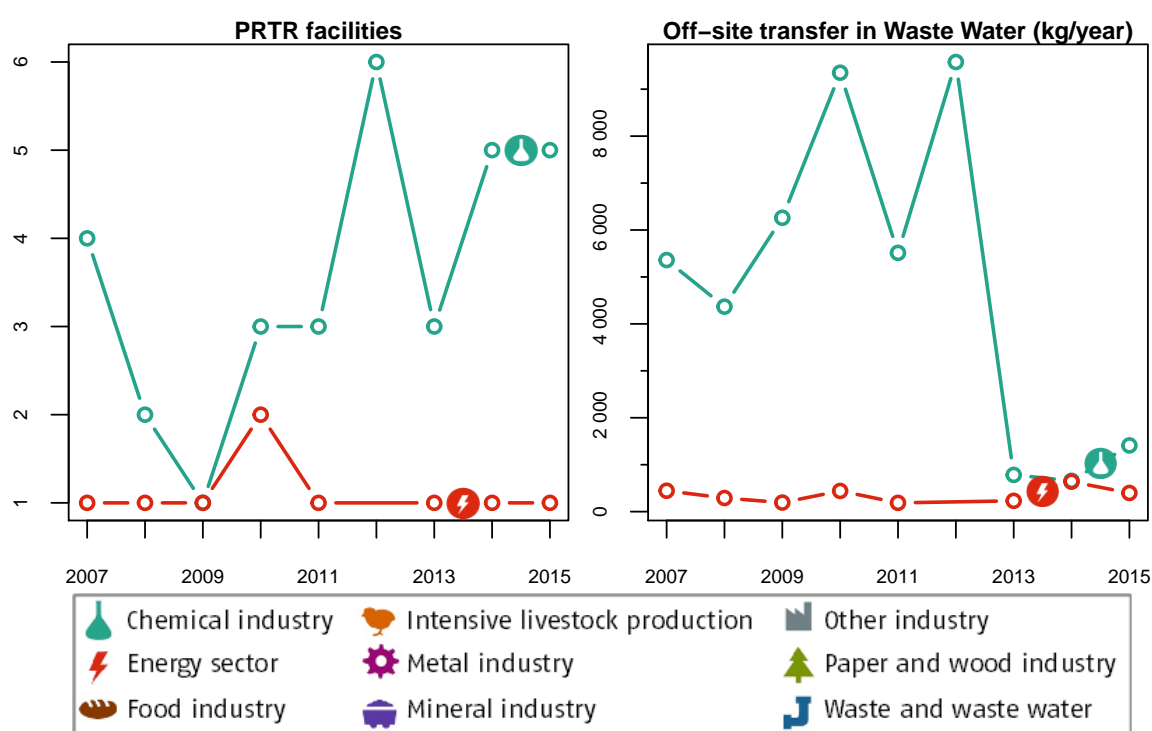 PRTR facilities
Off−site transfer in Waste Water (kg/year)
6
5
4
3
2
1
8 000
6 000
4 000
2 000
0
2007 2009 2011 2013 2015
2007 2009 2011 2013 2015
Chemical industry Intensive livestock production Other industry
Energy sector Metal industry Paper and wood industry
Food industry Mineral industry Waste and waste water